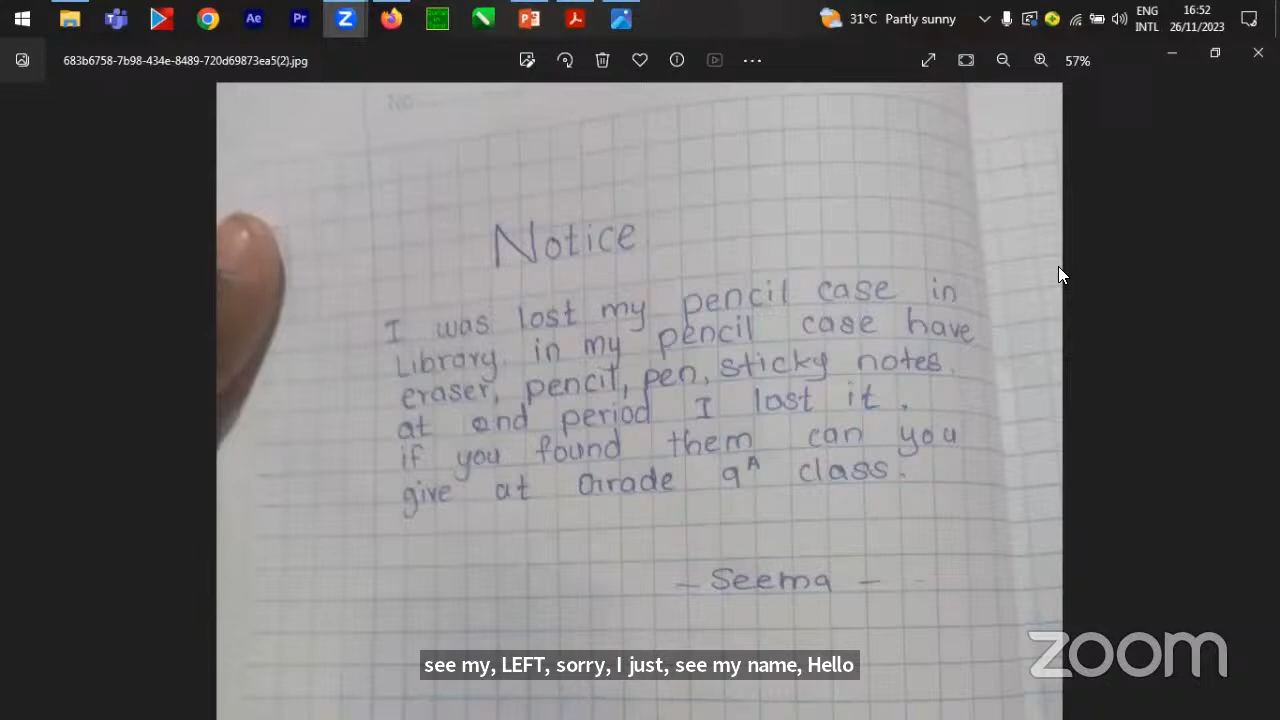 Ae
Pr
Z
31°C Partly sunny
ENG
INTL
16:52
26/11/2023
683b6758-7b98-434e-8489-720d69873ea5(2).jpg
57%
No
Notice
I was lost my pencil case in
Library. in my pencil case have
eraser, pencil, pen, sticky notes.
at 2nd period I lost it.
if you found them can you
give at Grade 9A class.
- Seema -
see my, LEFT, sorry, I just, see my name, Hello
zoom